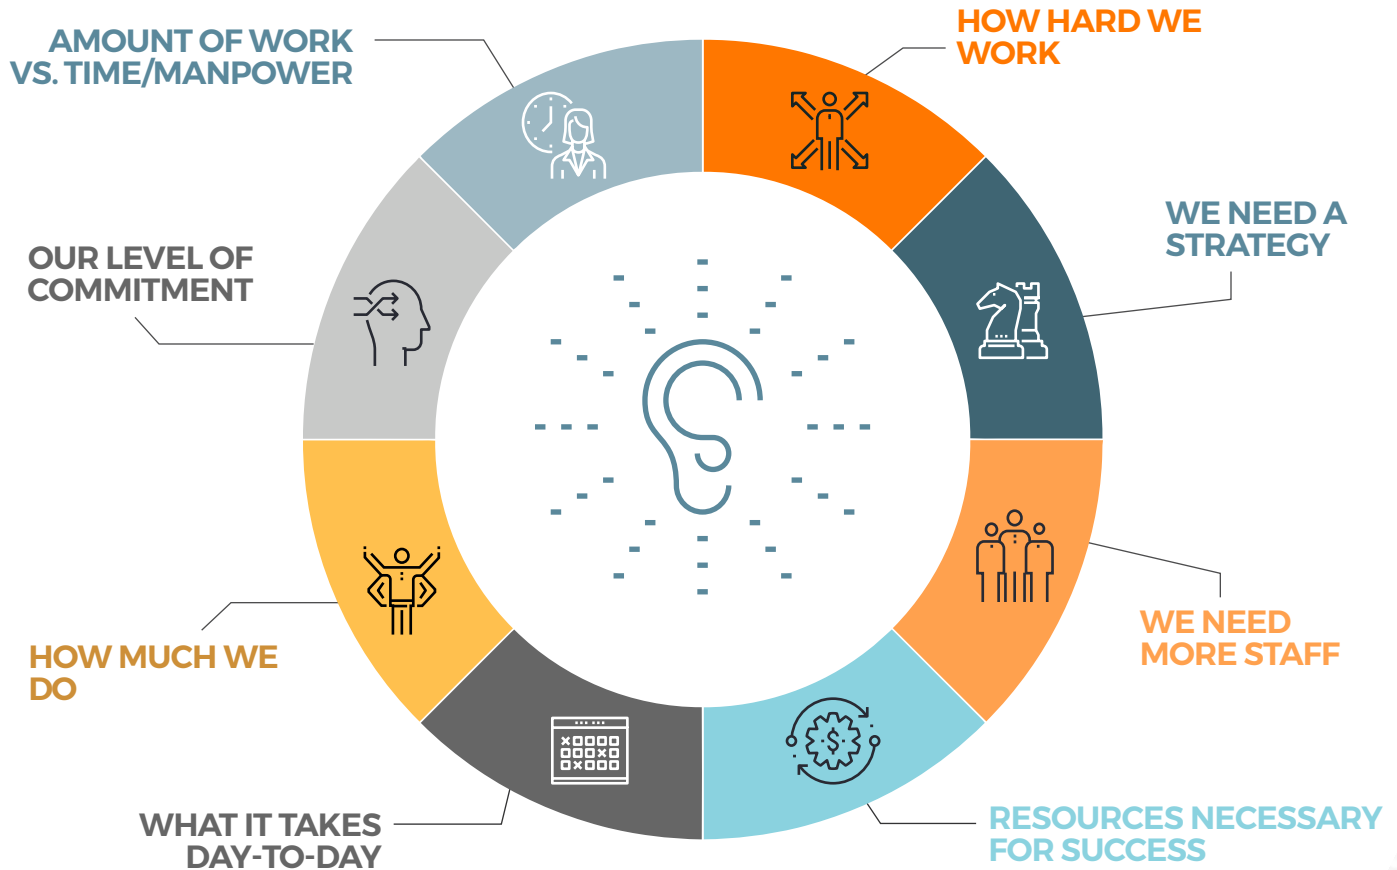 AMOUNT OF WORK
VS. TIME/MANPOWER
HOW HARD WE
WORK
WE NEED A
STRATEGY
OUR LEVEL OF
COMMITMENT
WE NEED
MORE STAFF
HOW MUCH WE
DO
RESOURCES NECESSARY
FOR SUCCESS
WHAT IT TAKES
DAY-TO-DAY
$